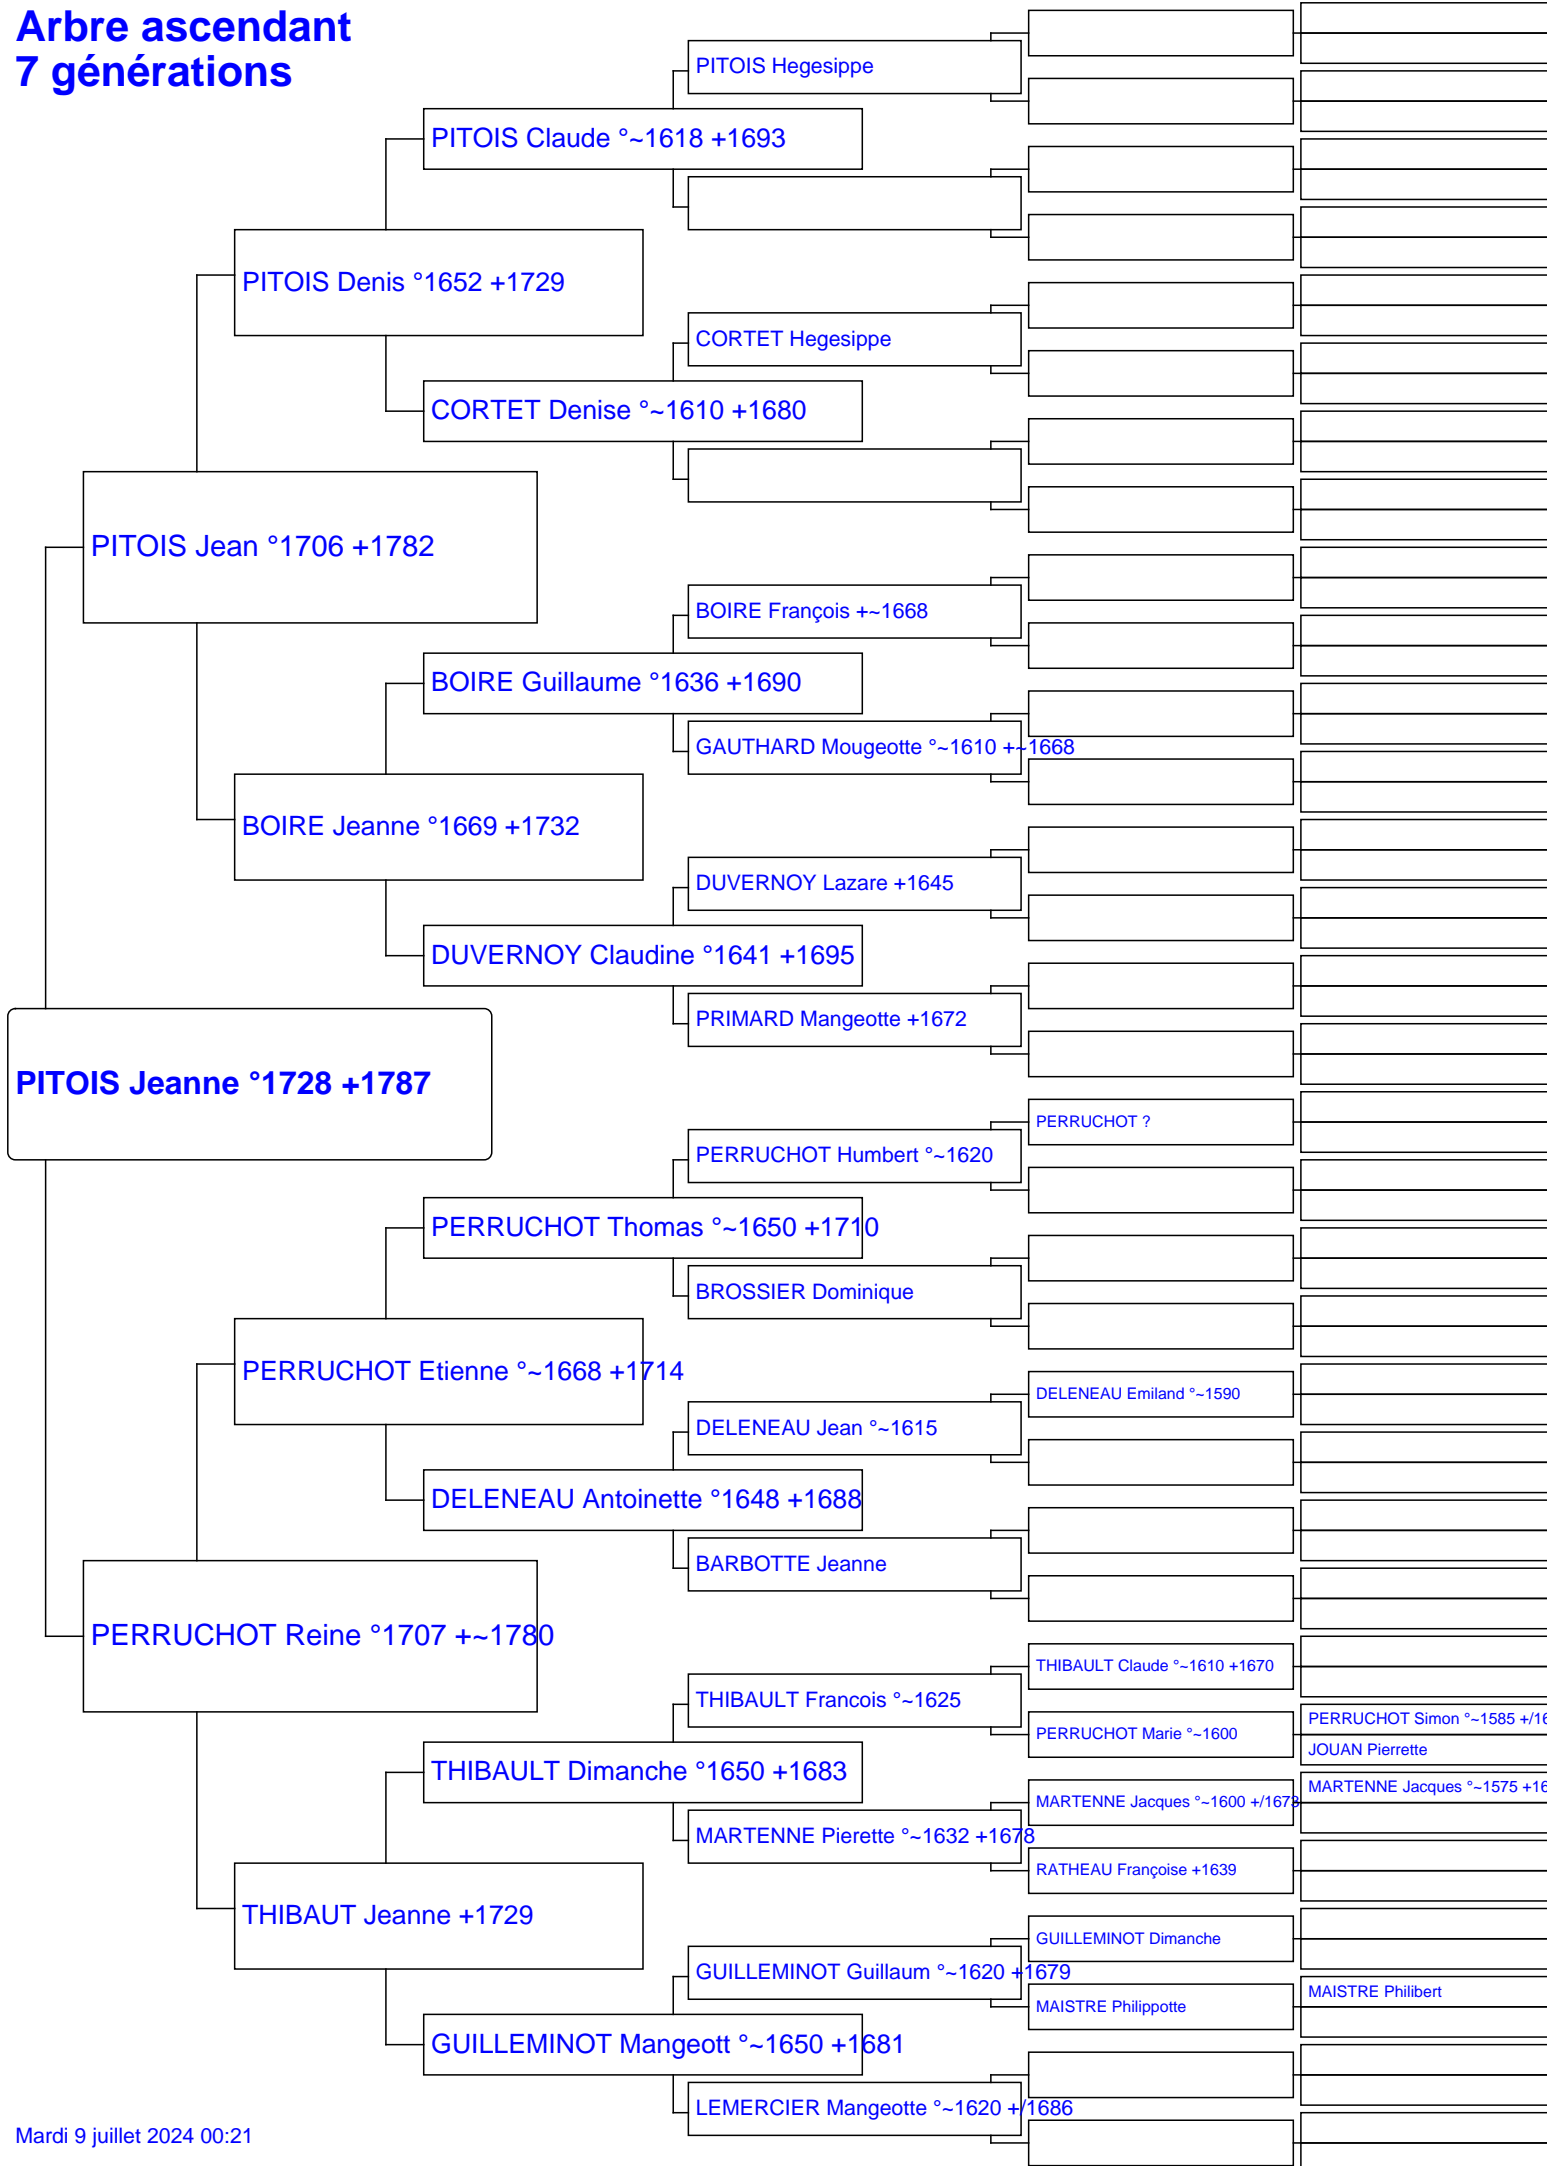 Arbre ascendant
7 générations
PITOIS Hegesippe
PITOIS Claude °~1618 +1693
PITOIS Denis °1652 +1729
CORTET Hegesippe
CORTET Denise °~1610 +1680
PITOIS Jean °1706 +1782
BOIRE François +~1668
BOIRE Guillaume °1636 +1690
GAUTHARD Mougeotte °~1610 +~1668
BOIRE Jeanne °1669 +1732
DUVERNOY Lazare +1645
DUVERNOY Claudine °1641 +1695
PRIMARD Mangeotte +1672
PITOIS Jeanne °1728 +1787
PERRUCHOT ?
PERRUCHOT Humbert °~1620
PERRUCHOT Thomas °~1650 +1710
BROSSIER Dominique
PERRUCHOT Etienne °~1668 +1714
DELENEAU Emiland °~1590
DELENEAU Jean °~1615
DELENEAU Antoinette °1648 +1688
BARBOTTE Jeanne
PERRUCHOT Reine °1707 +~1780
THIBAULT Claude °~1610 +1670
THIBAULT Francois °~1625
PERRUCHOT Simon °~1585 +/16
PERRUCHOT Marie °~1600
JOUAN Pierrette
THIBAULT Dimanche °1650 +1683
MARTENNE Jacques °~1575 +16
MARTENNE Jacques °~1600 +/1673
MARTENNE Pierette °~1632 +1678
RATHEAU Françoise +1639
THIBAUT Jeanne +1729
GUILLEMINOT Dimanche
GUILLEMINOT Guillaum °~1620 +1679
MAISTRE Philibert
MAISTRE Philippotte
GUILLEMINOT Mangeott °~1650 +1681
LEMERCIER Mangeotte °~1620 +/1686
Mardi 9 juillet 2024 00:21